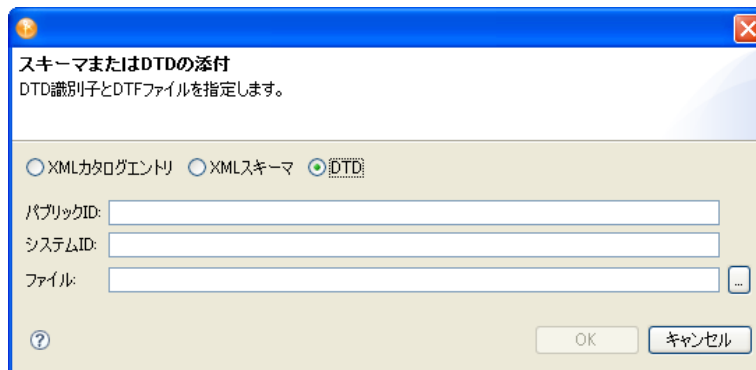 スキーマまたはDTDの添付
DTD識別子とDTFファイルを指定します。
XMLカタログエントリ XMLスキーマ DTD
パブリックID:
システムID:
ファイル:
...
? OK キャンセル